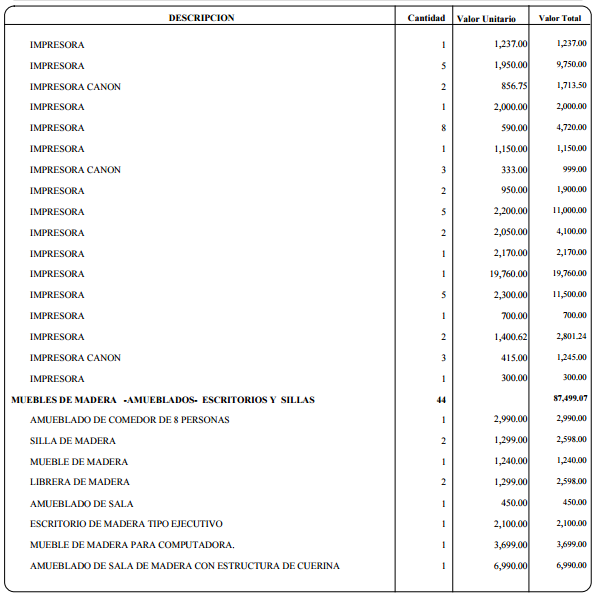 DESCRIPCION Cantidad Valor Unitario Valor Total
IMPRESORA 1 1,237.00 1,237.00
IMPRESORA 5 1,950.00 9,750.00
IMPRESORA CANON 2 856.75 1,713.50
IMPRESORA 1 2,000.00 2,000.00
IMPRESORA 8 590.00 4,720.00
IMPRESORA 1 1,150.00 1,150.00
IMPRESORA CANON 3 333.00 999.00
IMPRESORA 2 950.00 1,900.00
IMPRESORA 5 2,200.00 11,000.00
IMPRESORA 2 2,050.00 4,100.00
IMPRESORA 1 2,170.00 2,170.00
IMPRESORA 1 19,760.00 19,760.00
IMPRESORA 5 2,300.00 11,500.00
IMPRESORA 1 700.00 700.00
IMPRESORA 2 1,400.62 2,801.24
IMPRESORA CANON 3 415.00 1,245.00
IMPRESORA 1 300.00 300.00
MUEBLES DE MADERA -AMUEBLADOS- ESCRITORIOS Y SILLAS 44 87,499.07
AMUEBLADO DE COMEDOR DE 8 PERSONAS 1 2,990.00 2,990.00
SILLA DE MADERA 2 1,299.00 2,598.00
MUEBLE DE MADERA 1 1,240.00 1,240.00
LIBRERA DE MADERA 2 1,299.00 2,598.00
AMUEBLADO DE SALA 1 450.00 450.00
ESCRITORIO DE MADERA TIPO EJECUTIVO 1 2,100.00 2,100.00
MUEBLE DE MADERA PARA COMPUTADORA. 1 3,699.00 3,699.00
AMUEBLADO DE SALA DE MADERA CON ESTRUCTURA DE CUERINA 1 6,990.00 6,990.00